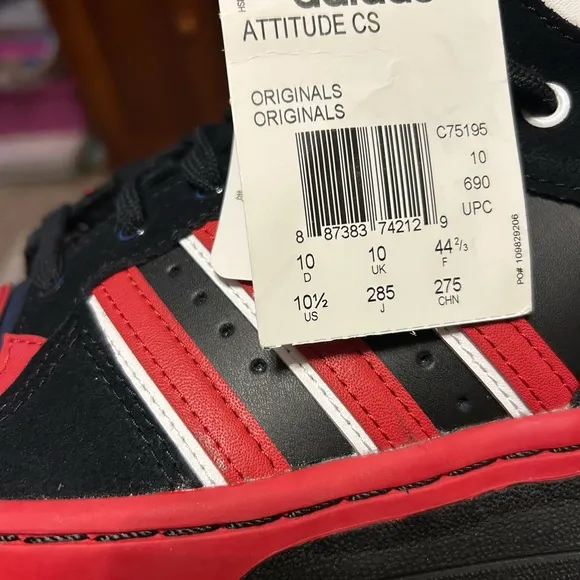 adidas
ATTITUDE CS
ORIGINALS
ORIGINALS
C75195
10
690
UPC
8 87383 74212 9
10 10 44 2/3
D UK F
10½ 285 275
US J CHN
PO# 109829206